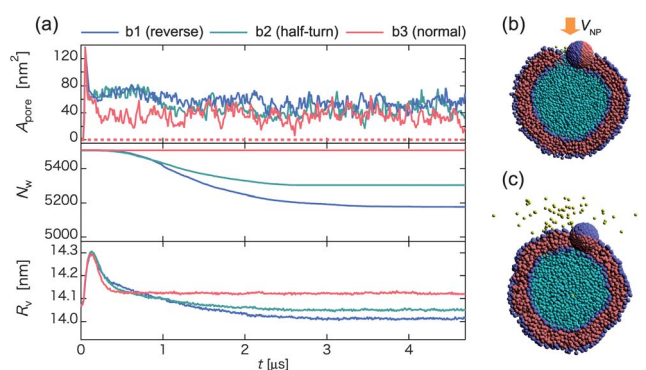 (a)
b1 (reverse) b2 (half-turn) b3 (normal)
120
80
40
0
A_pore [nm²]
5400
5200
5000
N_w
14.3
14.2
14.1
14.0
R_v [nm]
0 1 2 3 4
t [μs]
(b)
V_NP
(c)